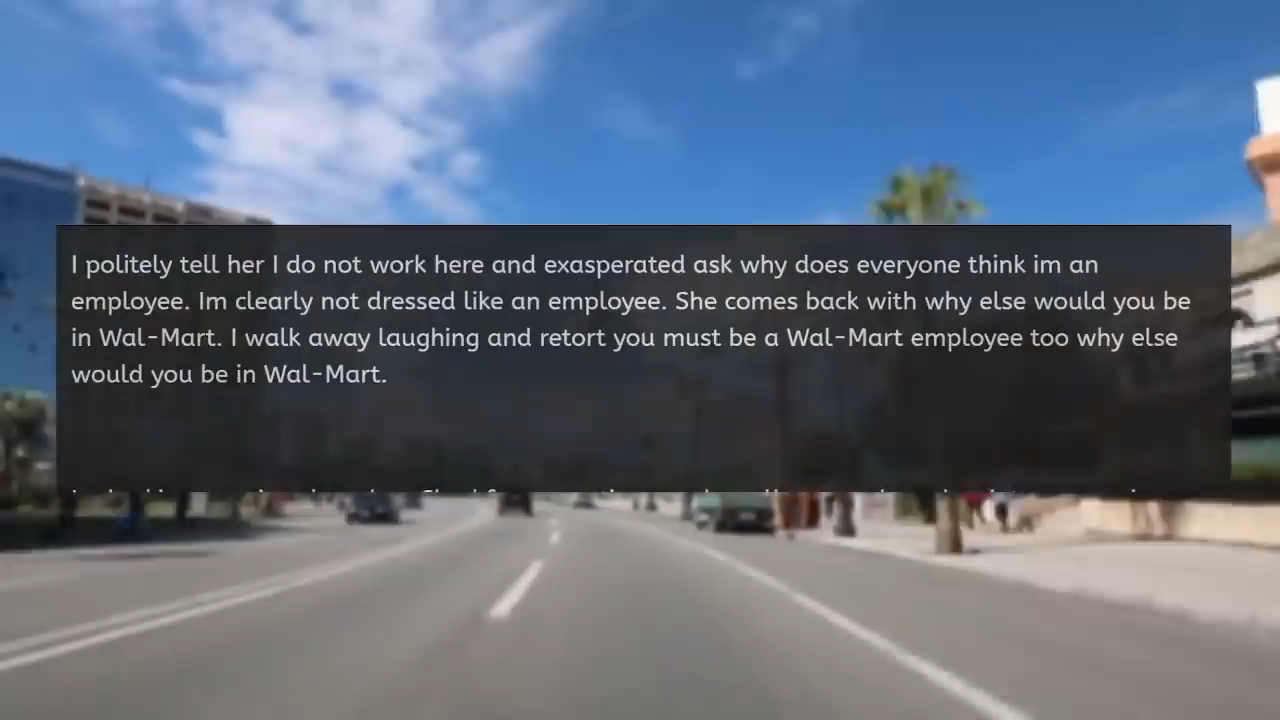 I politely tell her I do not work here and exasperated ask why does everyone think im an
employee. Im clearly not dressed like an employee. She comes back with why else would you be
in Wal-Mart. I walk away laughing and retort you must be a Wal-Mart employee too why else
would you be in Wal-Mart.